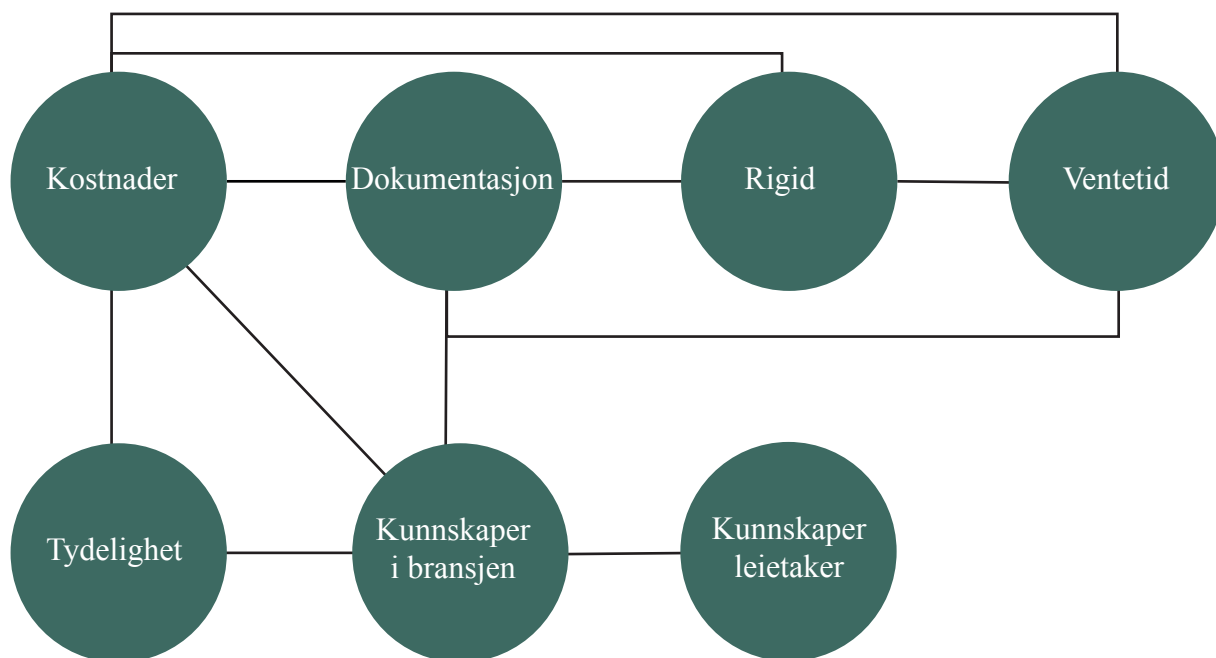 Kostnader
Dokumentasjon
Rigid
Ventetid
Tydelighet
Kunnskaper
i bransjen
Kunnskaper
leietaker